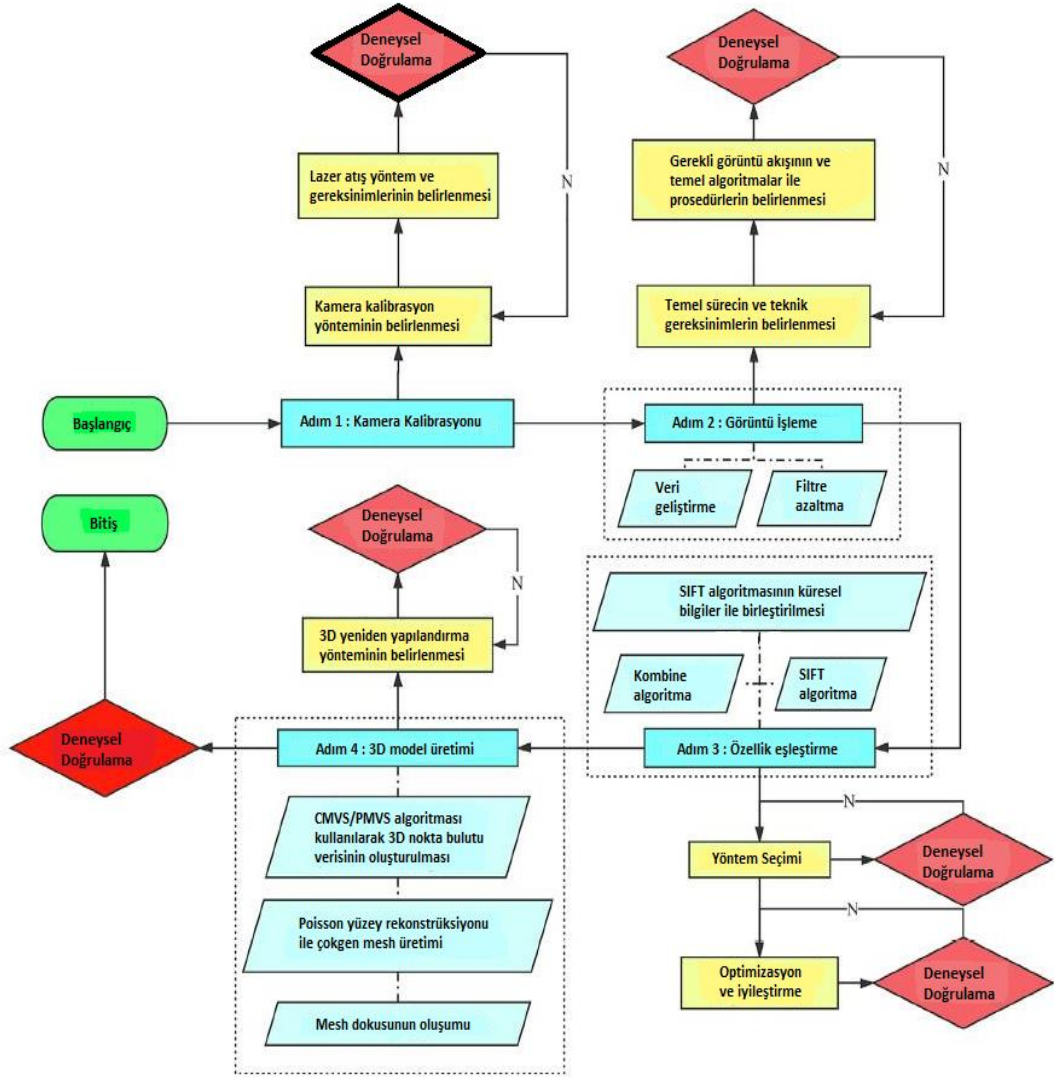 Deneysel
Doğrulama
Deneysel
Doğrulama
Lazer atış yöntem ve
gereksinimlerinin belirlenmesi
N
Gerekli görüntü akışının ve
temel algoritmalar ile
prosedürlerin belirlenmesi
N
Kamera kalibrasyon
yönteminin belirlenmesi
Temel sürecin ve teknik
gereksinimlerin belirlenmesi
Başlangıç
Adım 1 : Kamera Kalibrasyonu
Adım 2 : Görüntü İşleme
Veri
geliştirme
Filtre
azaltma
Bitiş
Deneysel
Doğrulama
N
3D yeniden yapılandırma
yönteminin belirlenmesi
SIFT algoritmasının küresel
bilgiler ile birleştirilmesi
Kombine
algoritma
SIFT
algoritma
Deneysel
Doğrulama
Adım 4 : 3D model üretimi
Adım 3 : Özellik eşleştirme
CMVS/PMVS algoritması
kullanılarak 3D nokta bulutu
verisinin oluşturulması
N
Yöntem Seçimi
Deneysel
Doğrulama
Poisson yüzey rekonstrüksiyonu
ile çokgen mesh üretimi
N
Optimizasyon
ve iyileştirme
Deneysel
Doğrulama
Mesh dokusunun oluşumu